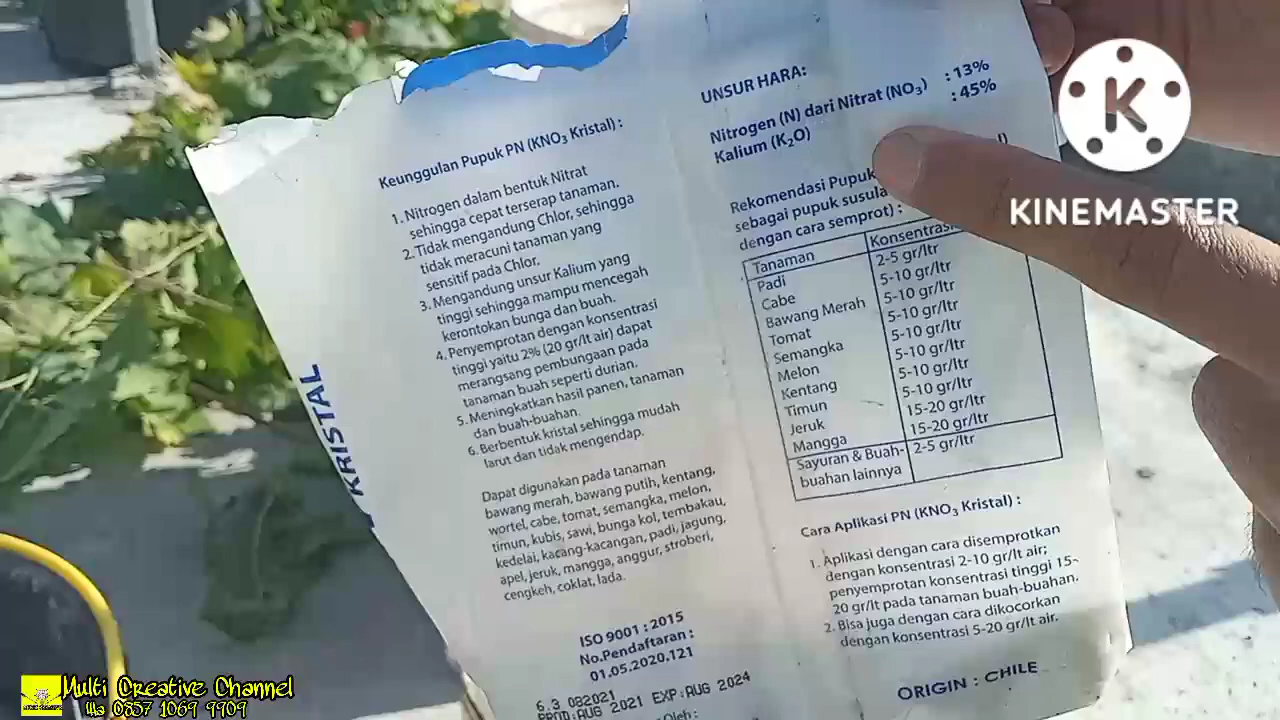 Keunggulan Pupuk PN (KNO3 Kristal) :
1. Nitrogen dalam bentuk Nitrat
sehingga cepat terserap tanaman.
2. Tidak mengandung Chlor, sehingga
tidak meracuni tanaman yang
sensitif pada Chlor.
3. Mengandung unsur Kalium yang
tinggi sehingga mampu mencegah
kerontokan bunga dan buah.
4. Penyemprotan dengan konsentrasi
tinggi yaitu 2% (20 gr/lt air) dapat
merangsang pembungaan pada
tanaman buah seperti durian.
5. Meningkatkan hasil panen, tanaman
dan buah-buahan.
6. Berbentuk kristal sehingga mudah
larut dan tidak mengendap.
Dapat digunakan pada tanaman
bawang merah, bawang putih, kentang,
wortel, cabe, tomat, semangka, melon,
timun, kubis, sawi, bunga kol, tembakau,
kedelai, kacang-kacangan, padi, jagung,
apel, jeruk, mangga, anggur, stroberi,
cengkeh, coklat, lada.
ISO 9001 : 2015
No.Pendaftaran :
01.05.2020.121
6.3 082021
PROD:AUG 2021 EXP:AUG 2024
Oleh :
KRISTAL
UNSUR HARA:
Nitrogen (N) dari Nitrat (NO3) : 13%
Kalium (K2O) : 45%
Rekomendasi Pupuk
sebagai pupuk susula
dengan cara semprot) :
Tanaman Konsentrasi
Padi 2-5 gr/ltr
Cabe 5-10 gr/ltr
Bawang Merah 5-10 gr/ltr
Tomat 5-10 gr/ltr
Semangka 5-10 gr/ltr
Melon 5-10 gr/ltr
Kentang 5-10 gr/ltr
Timun 5-10 gr/ltr
Jeruk 15-20 gr/ltr
Mangga 15-20 gr/ltr
Sayuran & Buah- 2-5 gr/ltr
buahan lainnya
Cara Aplikasi PN (KNO3 Kristal) :
1. Aplikasi dengan cara disemprotkan
dengan konsentrasi 2-10 gr/lt air;
penyemprotan konsentrasi tinggi 15-
20 gr/lt pada tanaman buah-buahan.
2. Bisa juga dengan cara dikocorkan
dengan konsentrasi 5-20 gr/lt air.
ORIGIN : CHILE
K
KINEMASTER
Multi Creative Channel
Wa 0857 1069 9909